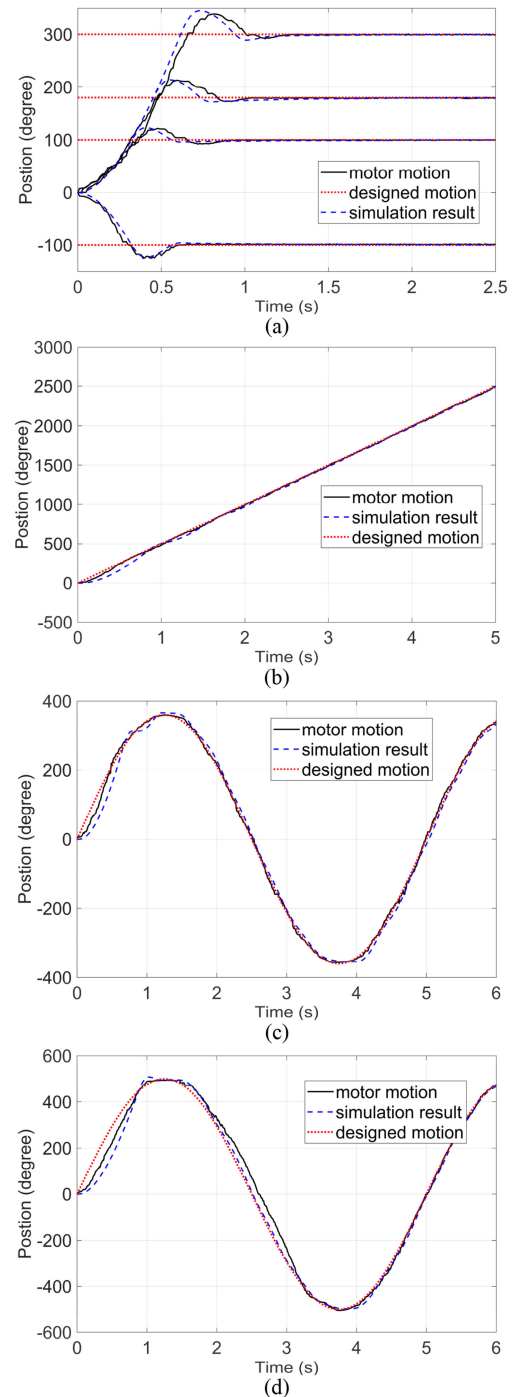 300
200
100
0
-100
Postion (degree)
motor motion
designed motion
simulation result
0 0.5 1 1.5 2 2.5
Time (s)
(a)
3000
2500
2000
1500
1000
500
0
-500
Postion (degree)
motor motion
simulation result
designed motion
0 1 2 3 4 5
Time (s)
(b)
400
200
0
-200
-400
Postion (degree)
motor motion
simulation result
designed motion
0 1 2 3 4 5 6
Time (s)
(c)
600
400
200
0
-200
-400
-600
Postion (degree)
motor motion
simulation result
designed motion
0 1 2 3 4 5 6
Time (s)
(d)